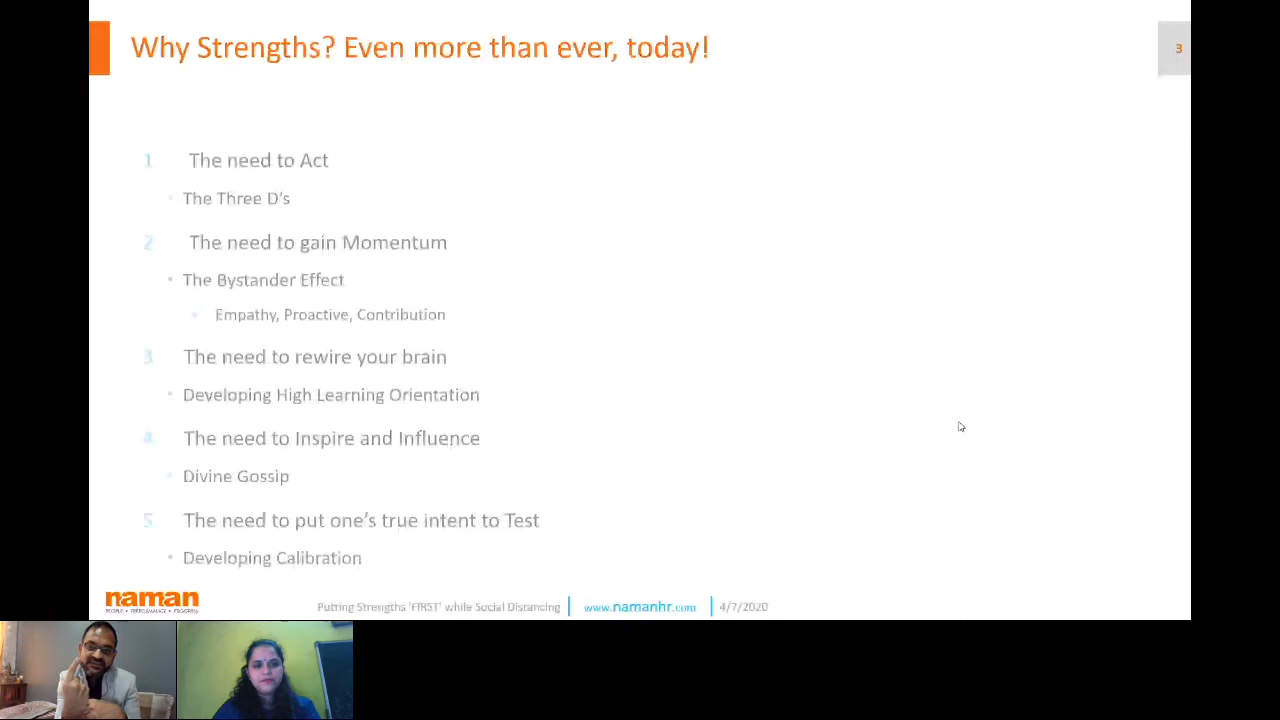 Why Strengths? Even more than ever, today!
3
1 The need to Act
• The Three D's
2 The need to gain Momentum
• The Bystander Effect
• Empathy, Proactive, Contribution
3 The need to rewire your brain
• Developing High Learning Orientation
4 The need to Inspire and Influence
• Divine Gossip
5 The need to put one's true intent to Test
• Developing Calibration
naman
PEOPLE • PERFORMANCE • PROGRESS
Putting Strengths 'FIRST' while Social Distancing
www.namanhr.com
4/7/2020